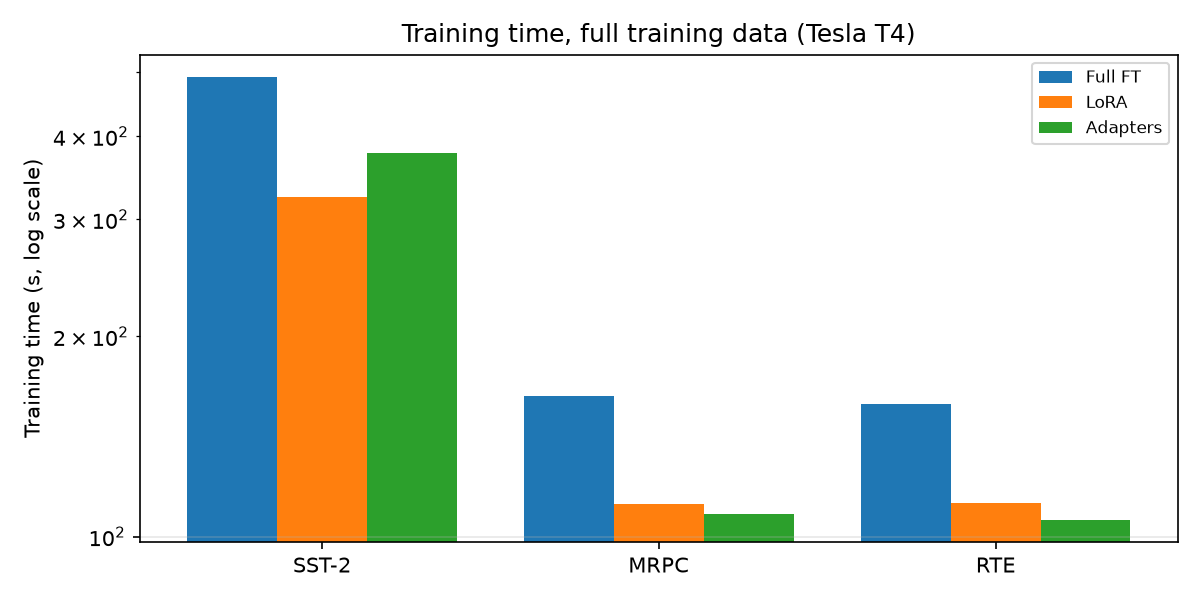 Training time, full training data (Tesla T4)
Training time (s, log scale)
4 × 10²
3 × 10²
2 × 10²
10²
Full FT
LoRA
Adapters
SST-2
MRPC
RTE